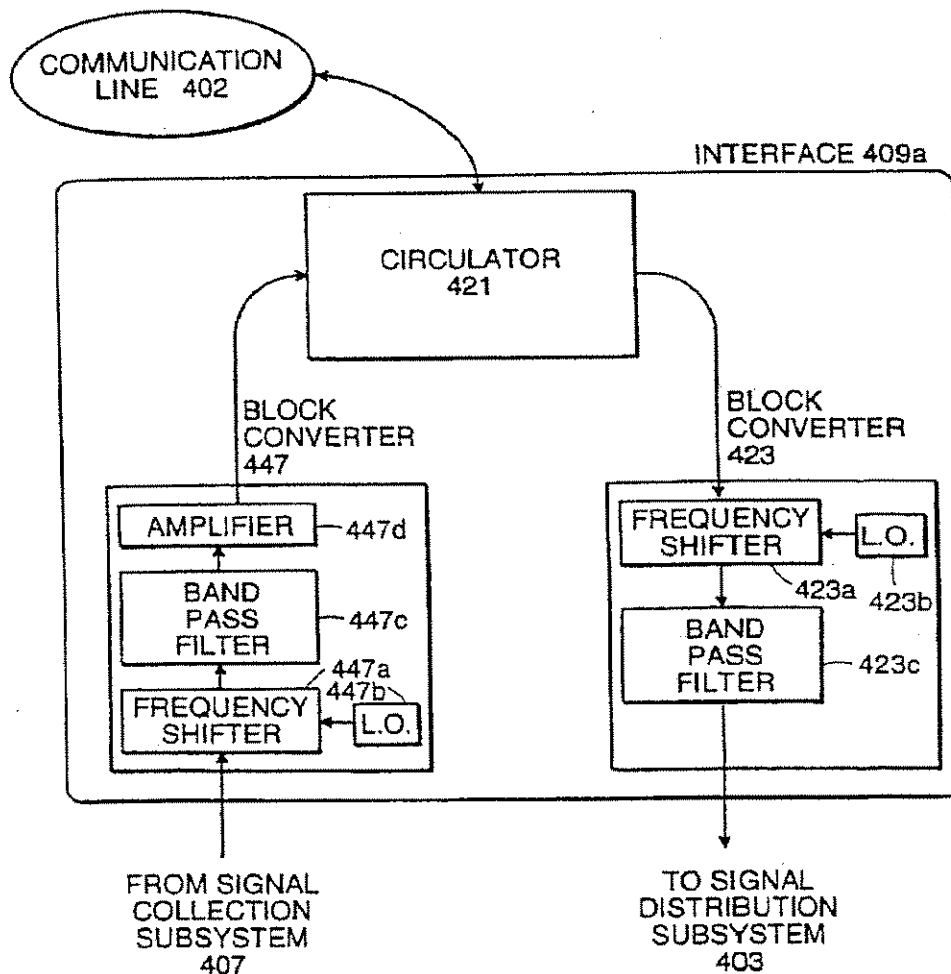 COMMUNICATION
LINE 402
INTERFACE 409a
CIRCULATOR
421
BLOCK
CONVERTER
447
BLOCK
CONVERTER
423
AMPLIFIER
447d
BAND
PASS
FILTER
447c
447a
447b
FREQUENCY
SHIFTER
L.O.
FREQUENCY
SHIFTER
L.O.
423a
423b
BAND
PASS
FILTER
423c
FROM SIGNAL
COLLECTION
SUBSYSTEM
407
TO SIGNAL
DISTRIBUTION
SUBSYSTEM
403